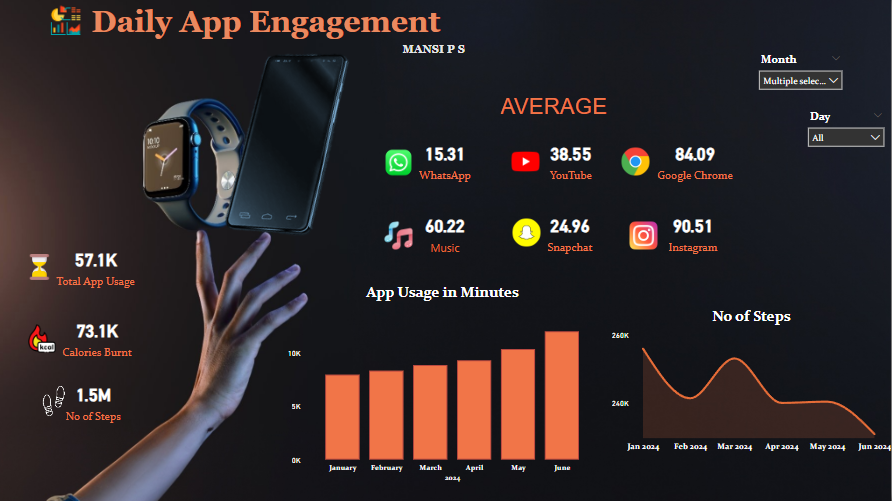 Daily App Engagement
MANSI P S
Month
Multiple selec...
Day
All
AVERAGE
15.31
WhatsApp
38.55
YouTube
84.09
Google Chrome
60.22
Music
24.96
Snapchat
90.51
Instagram
10:10
57.1K
Total App Usage
73.1K
Calories Burnt
kcal
1.5M
No of Steps
App Usage in Minutes
10K
5K
0K
January February March April May June
2024
No of Steps
260K
240K
Jan 2024 Feb 2024 Mar 2024 Apr 2024 May 2024 Jun 2024